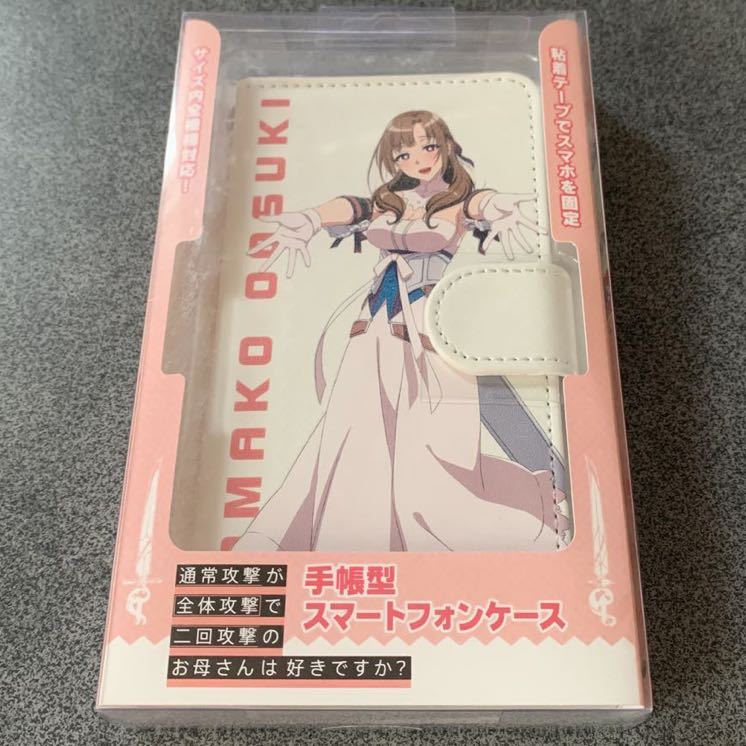 サイズ内全機種対応!
粘着テープでスマホを固定
MAMAKO OOSUKI
通常攻撃が
全体攻撃で
二回攻撃の
お母さんは好きですか?
手帳型
スマートフォンケース